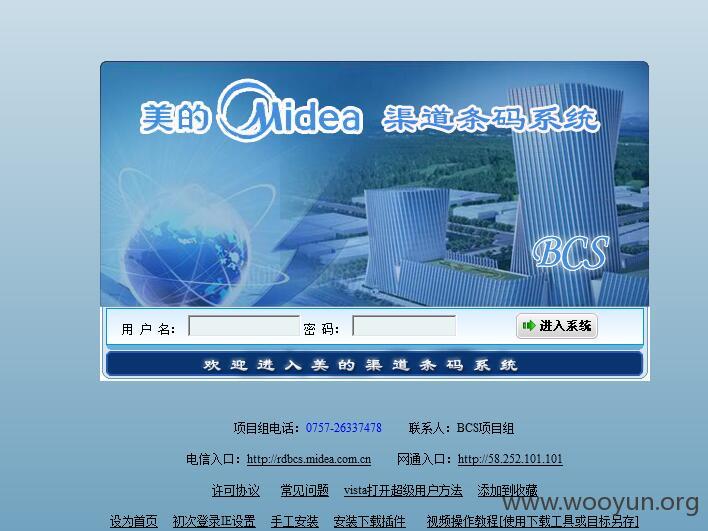 美的 Midea 渠道条码系统
BCS
用 户 名： 密 码： 进入系统
欢迎进入美的渠道条码系统
项目组电话：0757-26337478 联系人：BCS项目组
电信入口：http://rdbcs.midea.com.cn 网通入口：http://58.252.101.101
许可协议 常见问题 vista打开超级用户方法 添加到收藏
www.wooyun.org
设为首页 初次登录正设置 手工安装 安装下载插件 视频操作教程[使用下载工具或目标另存]